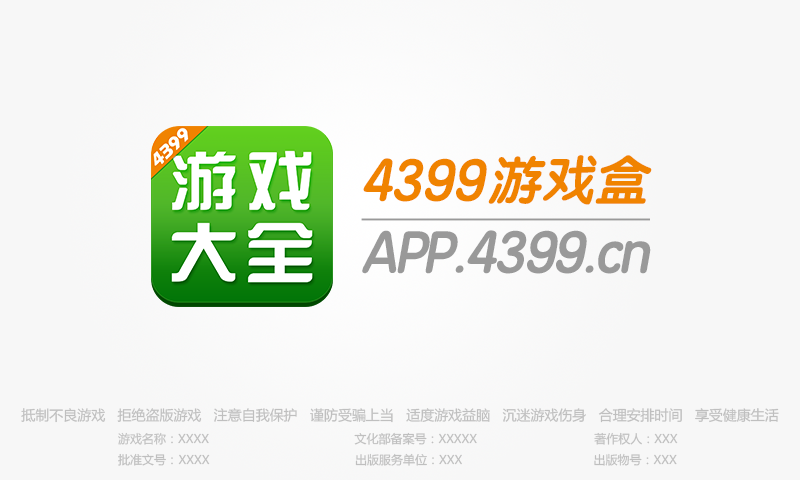 4399
游戏
大全
4399游戏盒
APP.4399.cn
抵制不良游戏 拒绝盗版游戏 注意自我保护 谨防受骗上当 适度游戏益脑 沉迷游戏伤身 合理安排时间 享受健康生活
游戏名称：XXXX 文化部备案号：XXXXX 著作权人：XXX
批准文号：XXXX 出版服务单位：XXX 出版物号：XXX